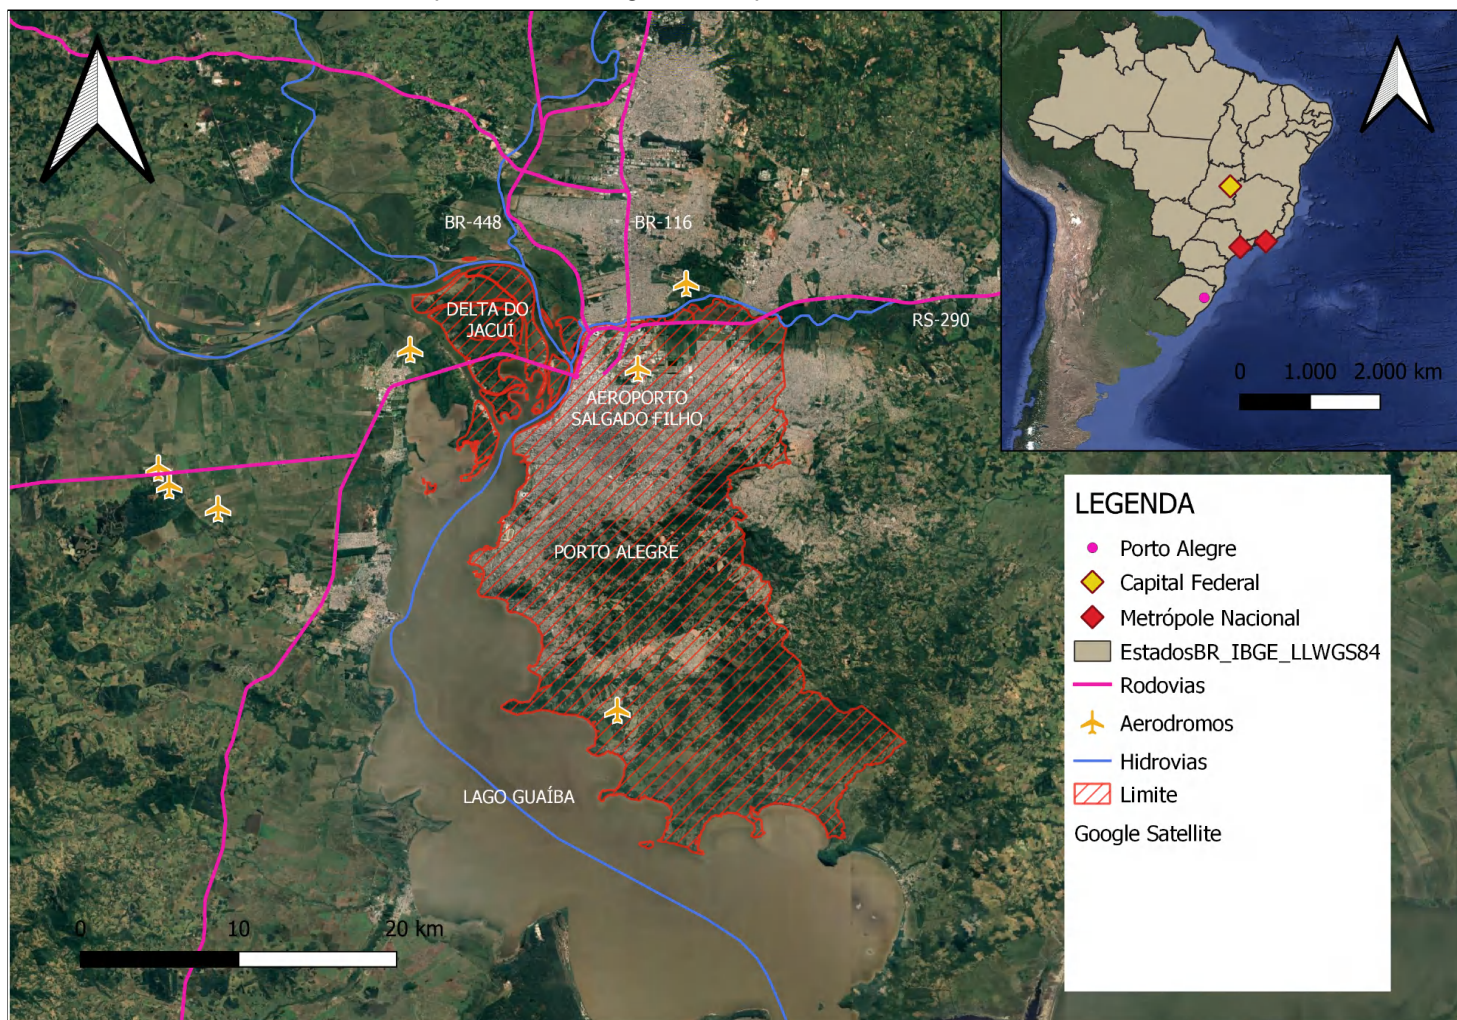 BR-448
BR-116
DELTA DO
JACUÍ
RS-290
AEROPORTO
SALGADO FILHO
PORTO ALEGRE
LAGO GUAÍBA
0 10 20 km
0 1.000 2.000 km
LEGENDA
Porto Alegre
Capital Federal
Metrópole Nacional
EstadosBR_IBGE_LLWGS84
Rodovias
Aerodromos
Hidrovias
Limite
Google Satellite